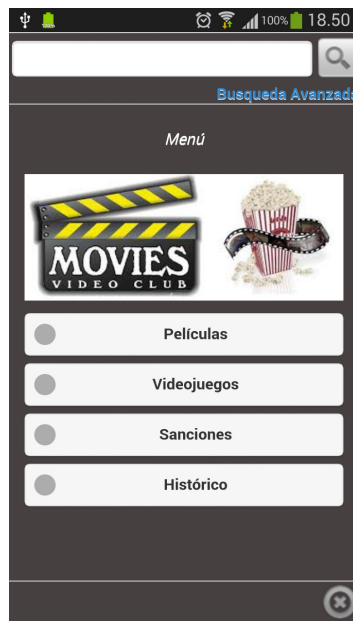 100% 18.50
Busqueda Avanzada
Menú
MOVIES
VIDEO CLUB
Películas
Videojuegos
Sanciones
Histórico